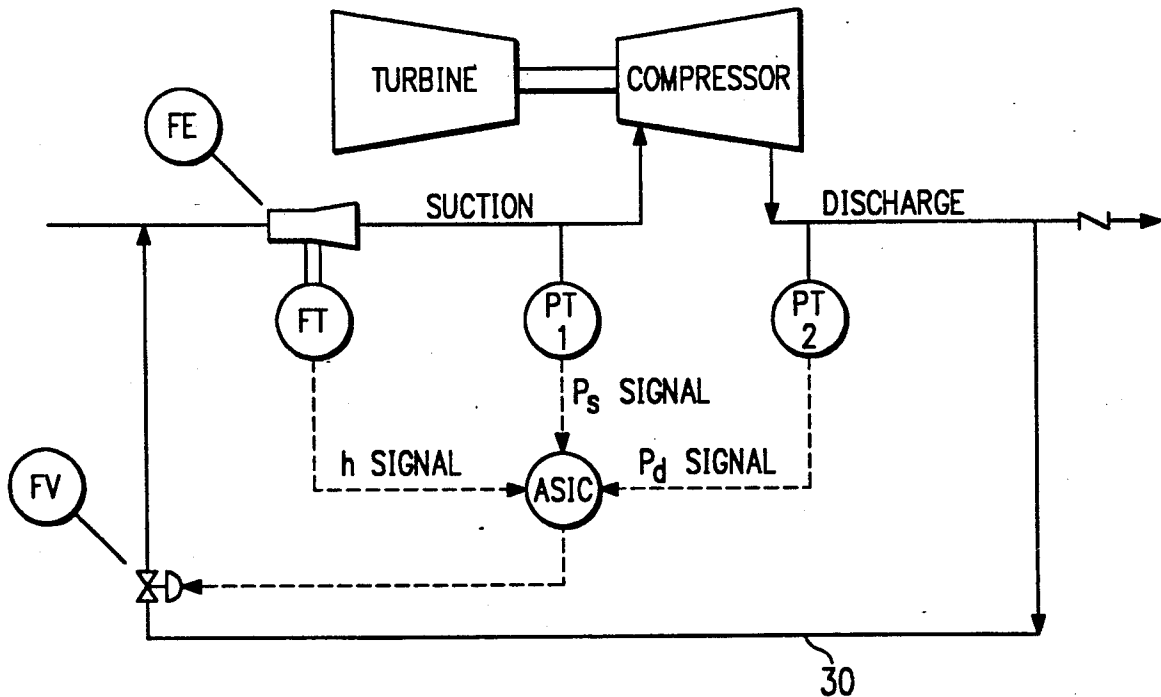 TURBINE
COMPRESSOR
FE
SUCTION
DISCHARGE
FT
PT
1
PT
2
Ps SIGNAL
h SIGNAL
Pd SIGNAL
FV
ASIC
30